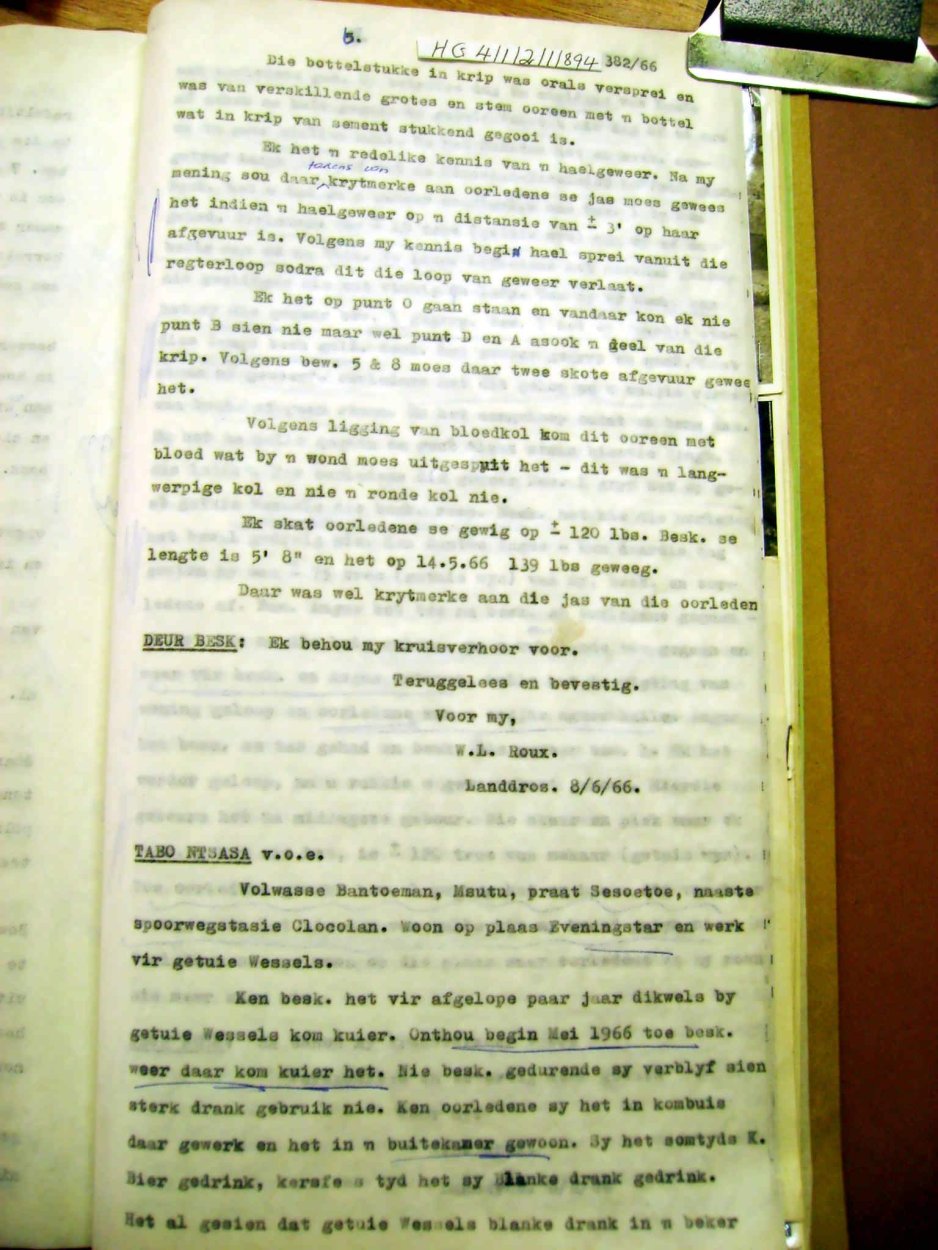 5.
HG 4/1/2/1/894 382/66
Die bottelstukke in krip was orals versprei en
was van verskillende grotes en stem ooreen met 'n bottel
wat in krip van sement stukkend gegooi is.
Ek het 'n redelike kennis van 'n haelgeweer. Na my
tekens van
mening sou daar krytmerke aan oorledene se jas moes gewees
het indien 'n haelgeweer op 'n distansie van ± 3' op haar
afgevuur is. Volgens my kennis begin hael sprei vanuit die
regterloop sodra dit die loop van geweer verlaat.
Ek het op punt O gaan staan en vandaar kon ek nie
punt B sien nie maar wel punt D en A asook 'n deel van die
krip. Volgens bew. 5 & 8 moes daar twee skote afgevuur gewee
het.
Volgens ligging van bloedkol kom dit ooreen met
bloed wat by 'n wond moes uitgespuit het - dit was 'n lang-
werpige kol en nie 'n ronde kol nie.
Ek skat oorledene se gewig op ± 120 lbs. Besk. se
lengte is 5' 8" en het op 14.5.66 139 lbs geweeg.
Daar was wel krytmerke aan die jas van die oorleden
DEUR BESK: Ek behou my kruisverhoor voor.
Teruggelees en bevestig.
Voor my,
W.L. Roux.
Landdros. 8/6/66.
TABO NTSASA v.o.e.
Volwasse Bantoeman, Msutu, praat Sesoetoe, naaste
spoorwegstasie Clocolan. Woon op plaas Eveningstar en werk
vir getuie Wessels.
Ken besk. het vir afgelope paar jaar dikwels by
getuie Wessels kom kuier. Onthou begin Mei 1966 toe besk.
weer daar kom kuier het. Nie besk. gedurende sy verblyf sien
sterk drank gebruik nie. Ken oorledene sy het in kombuis
daar gewerk en het in 'n buitekamer gewoon. Sy het somtyds K.
Bier gedrink, kersfees tyd het sy blanke drank gedrink.
Het al gesien dat getuie Wessels blanke drank in 'n beker